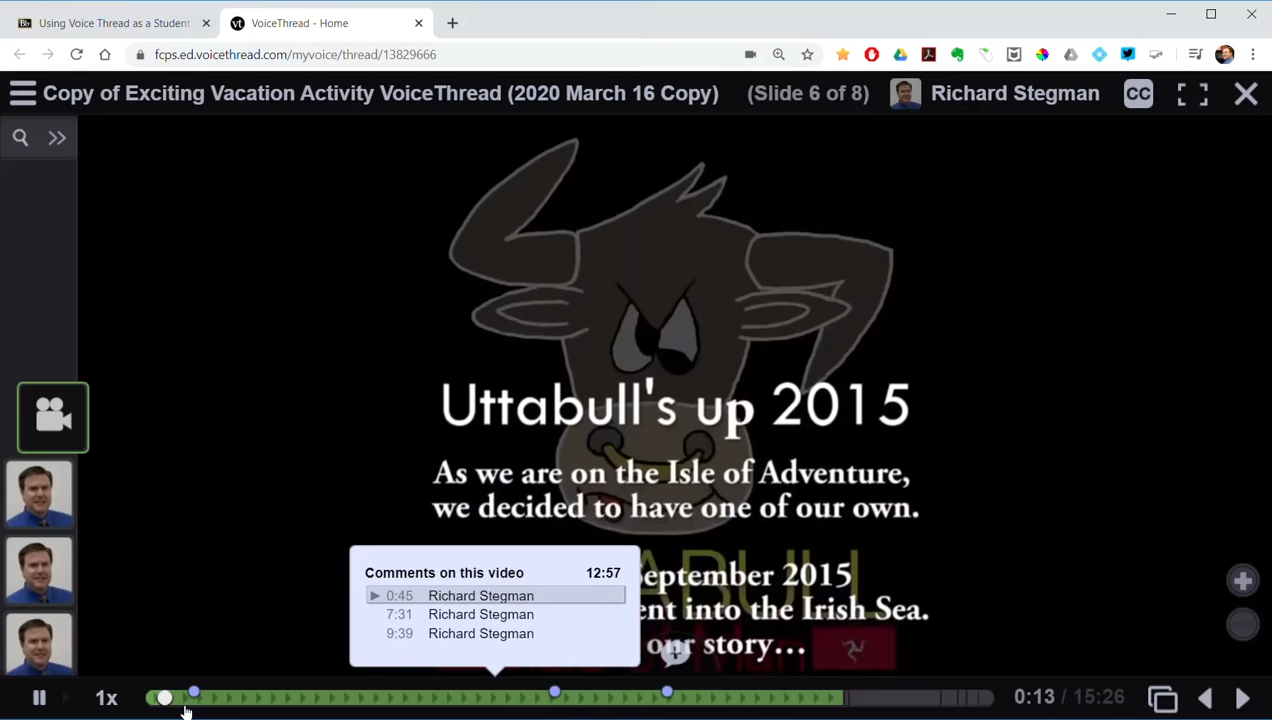 Bb Using Voice Thread as a Student
vt VoiceThread - Home
fcps.ed.voicethread.com/myvoice/thread/13829666
Copy of Exciting Vacation Activity VoiceThread (2020 March 16 Copy) (Slide 6 of 8) Richard Stegman CC
Uttabull's up 2015
As we are on the Isle of Adventure,
we decided to have one of our own.
Comments on this video 12:57
0:45 Richard Stegman
7:31 Richard Stegman
9:39 Richard Stegman
eptember 2015
ent into the Irish Sea.
our story...
1x
0:13 / 15:26